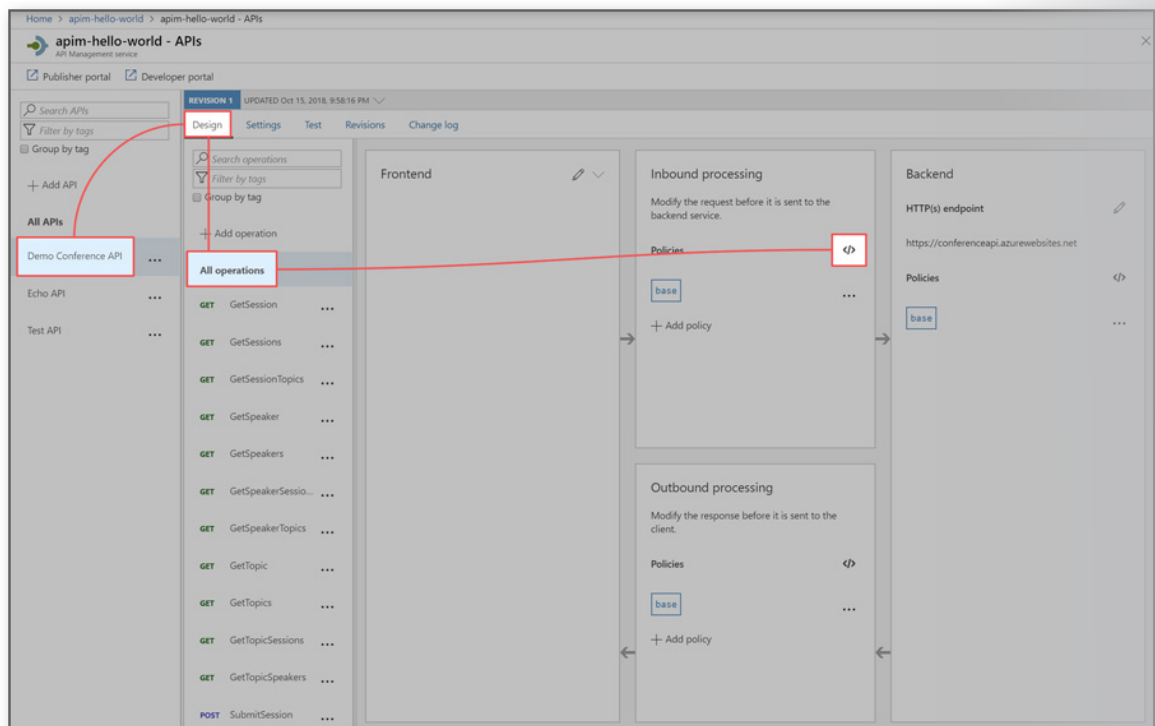 Home > apim-hello-world > apim-hello-world - APIs
apim-hello-world - APIs
API Management service
Publisher portal Developer portal
Search APIs
Filter by tags
Group by tag
+ Add API
All APIs
Demo Conference API ...
Echo API ...
Test API ...
REVISION 1 UPDATED Oct 15, 2018, 9:58:16 PM
Design Settings Test Revisions Change log
Search operations
Filter by tags
Group by tag
+ Add operation
All operations
GET GetSession ...
GET GetSessions ...
GET GetSessionTopics ...
GET GetSpeaker ...
GET GetSpeakers ...
GET GetSpeakerSessio... ...
GET GetSpeakerTopics ...
GET GetTopic ...
GET GetTopics ...
GET GetTopicSessions ...
GET GetTopicSpeakers ...
POST SubmitSession ...
Frontend
Inbound processing
Modify the request before it is sent to the
backend service.
Policies </>
base ...
+ Add policy
Outbound processing
Modify the response before it is sent to the
client.
Policies </>
base ...
+ Add policy
Backend
HTTP(s) endpoint
https://conferenceapi.azurewebsites.net
Policies </>
base ...